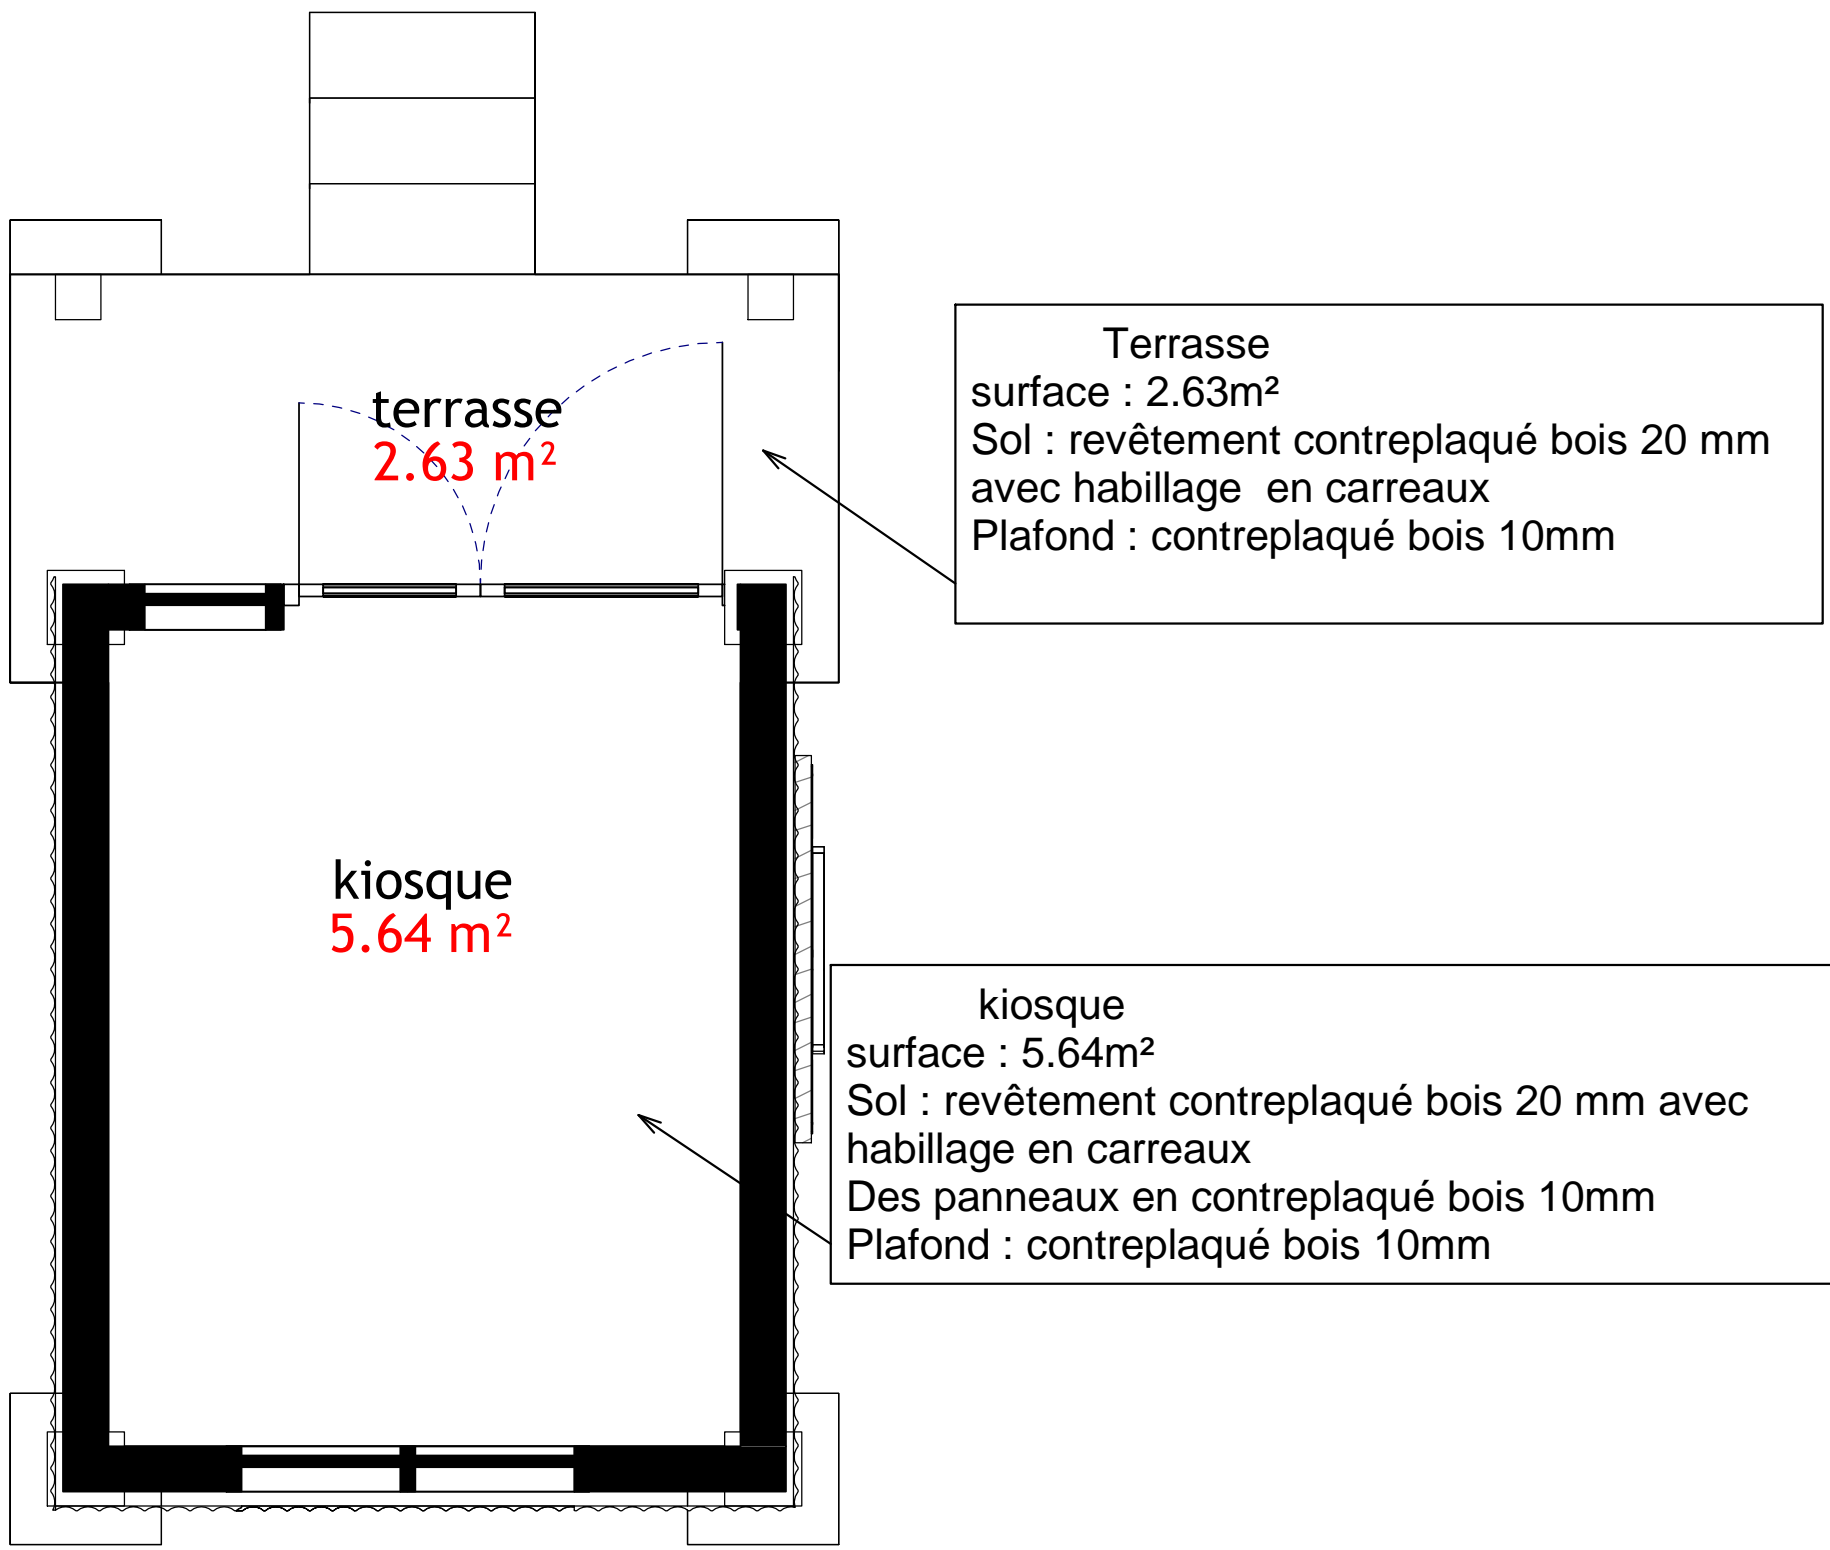 terrasse
2.63 m²
Terrasse
surface : 2.63m²
Sol : revêtement contreplaqué bois 20 mm
avec habillage en carreaux
Plafond : contreplaqué bois 10mm
kiosque
5.64 m²
kiosque
surface : 5.64m²
Sol : revêtement contreplaqué bois 20 mm avec
habillage en carreaux
Des panneaux en contreplaqué bois 10mm
Plafond : contreplaqué bois 10mm